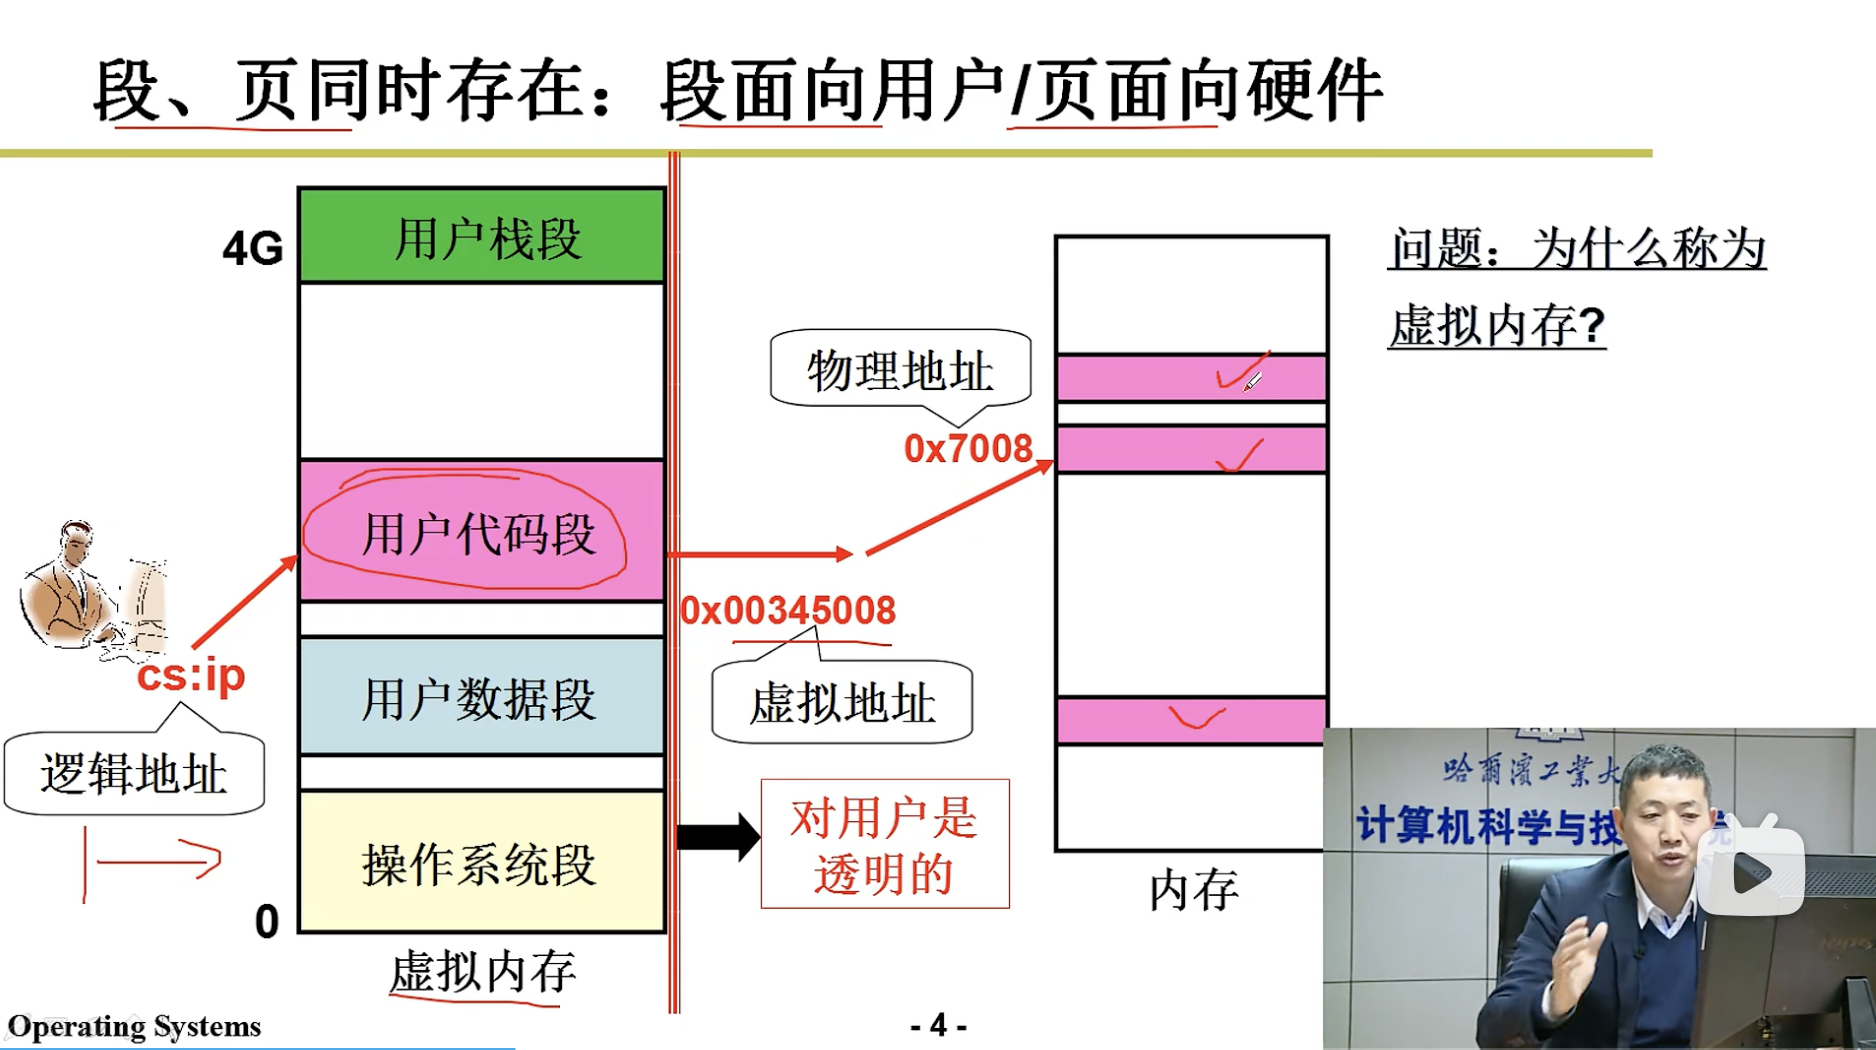 段、页同时存在：段面向用户/页面向硬件
4G
用户栈段
用户代码段
用户数据段
操作系统段
0
虚拟内存
cs:ip
逻辑地址
0x00345008
虚拟地址
对用户是
透明的
物理地址
0x7008
内存
问题：为什么称为
虚拟内存?
哈爾濱工業大
计算机科学与技
Operating Systems
- 4 -